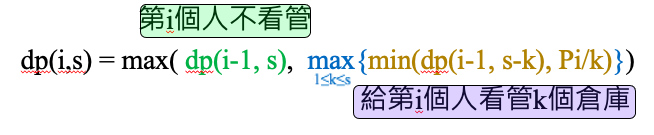 第i個人不看管
dp(i,s) = max( dp(i-1, s), max{min(dp(i-1, s-k), Pi/k)})
1≤k≤s
給第i個人看管k個倉庫